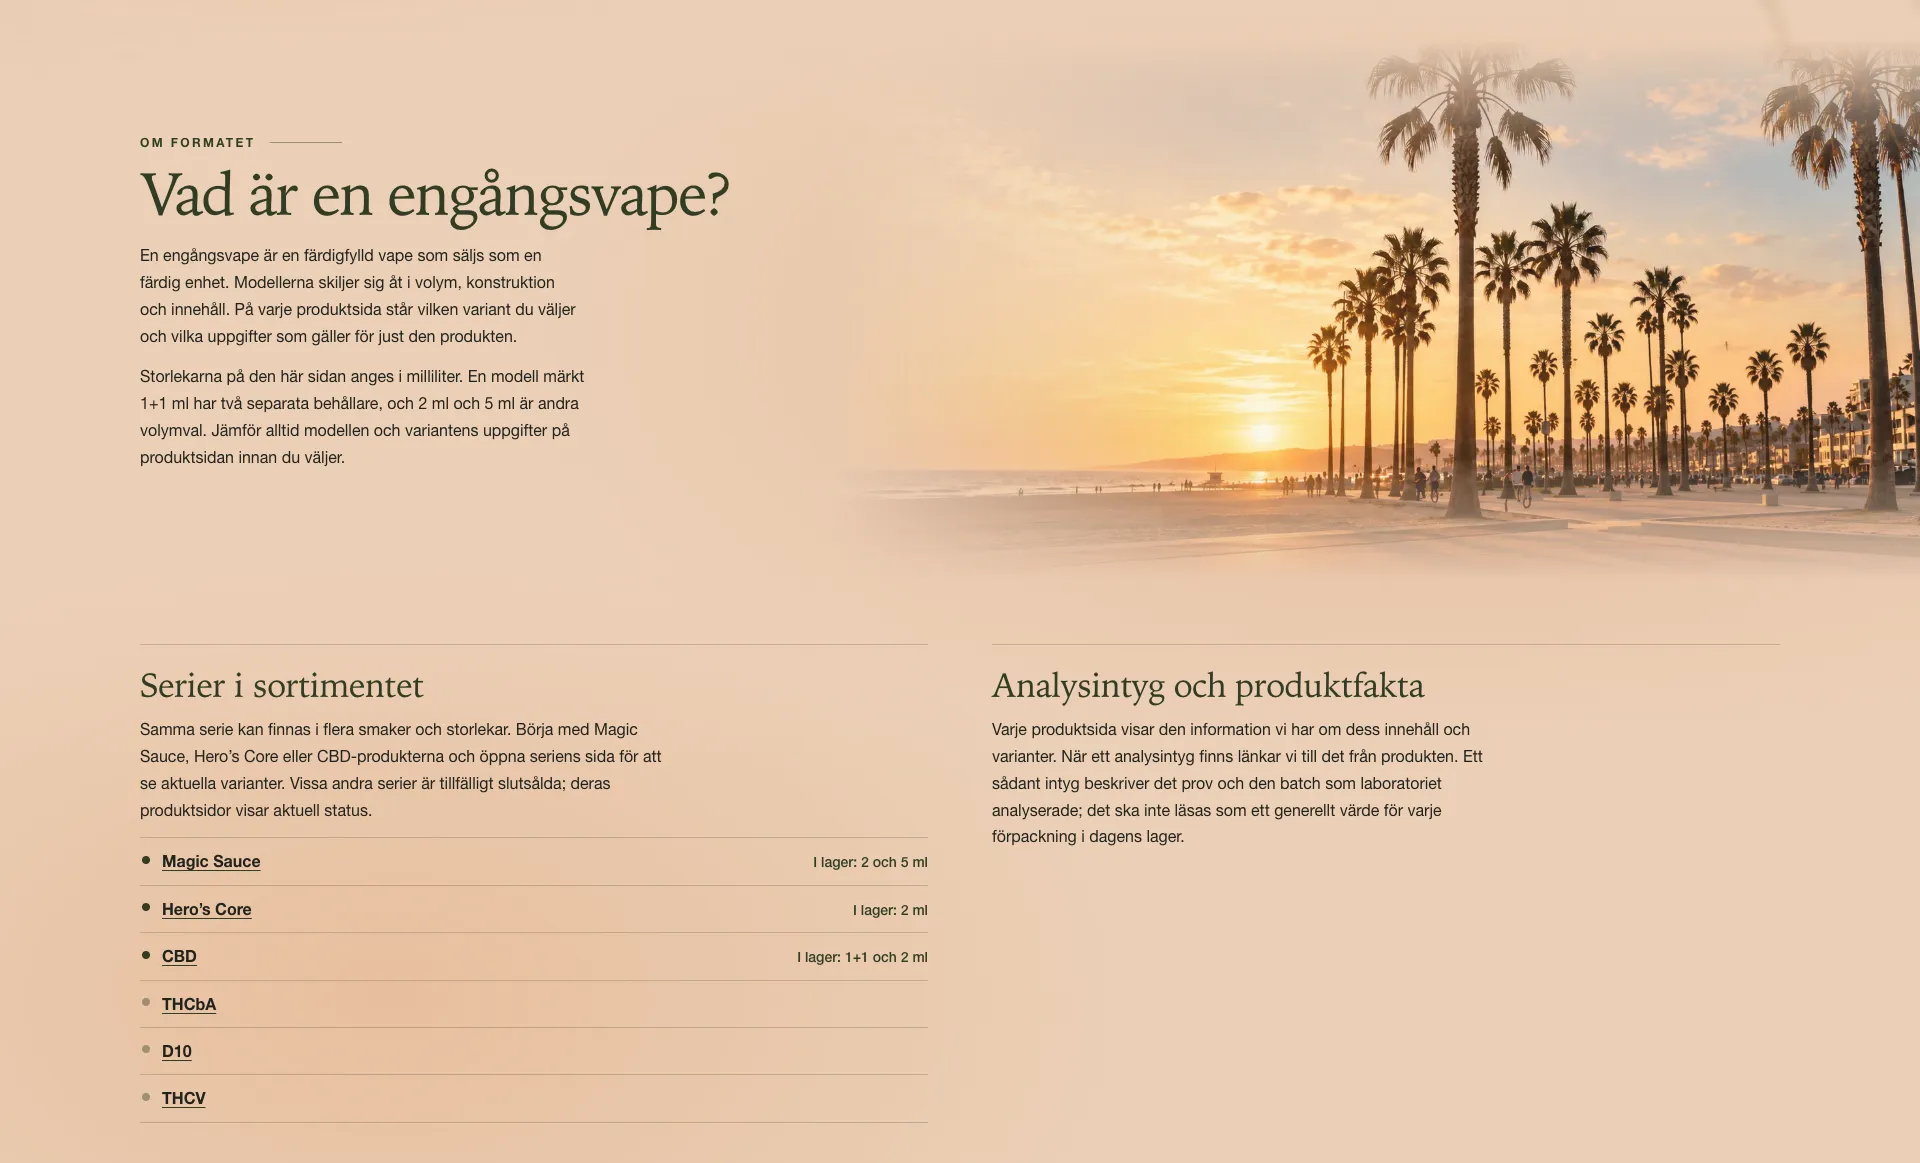 OM FORMATET
Vad är en engångsvape?
En engångsvape är en färdigfylld vape som säljs som en
färdig enhet. Modellerna skiljer sig åt i volym, konstruktion
och innehåll. På varje produktsida står vilken variant du väljer
och vilka uppgifter som gäller för just den produkten.
Storlekarna på den här sidan anges i milliliter. En modell märkt
1+1 ml har två separata behållare, och 2 ml och 5 ml är andra
volymval. Jämför alltid modellen och variantens uppgifter på
produktsidan innan du väljer.
Serier i sortimentet
Samma serie kan finnas i flera smaker och storlekar. Börja med Magic
Sauce, Hero’s Core eller CBD-produkterna och öppna seriens sida för att
se aktuella varianter. Vissa andra serier är tillfälligt slutsålda; deras
produktsidor visar aktuell status.
Magic Sauce I lager: 2 och 5 ml
Hero’s Core I lager: 2 ml
CBD I lager: 1+1 och 2 ml
THCbA
D10
THCV
Analysintyg och produktfakta
Varje produktsida visar den information vi har om dess innehåll och
varianter. När ett analysintyg finns länkar vi till det från produkten. Ett
sådant intyg beskriver det prov och den batch som laboratoriet
analyserade; det ska inte läsas som ett generellt värde för varje
förpackning i dagens lager.